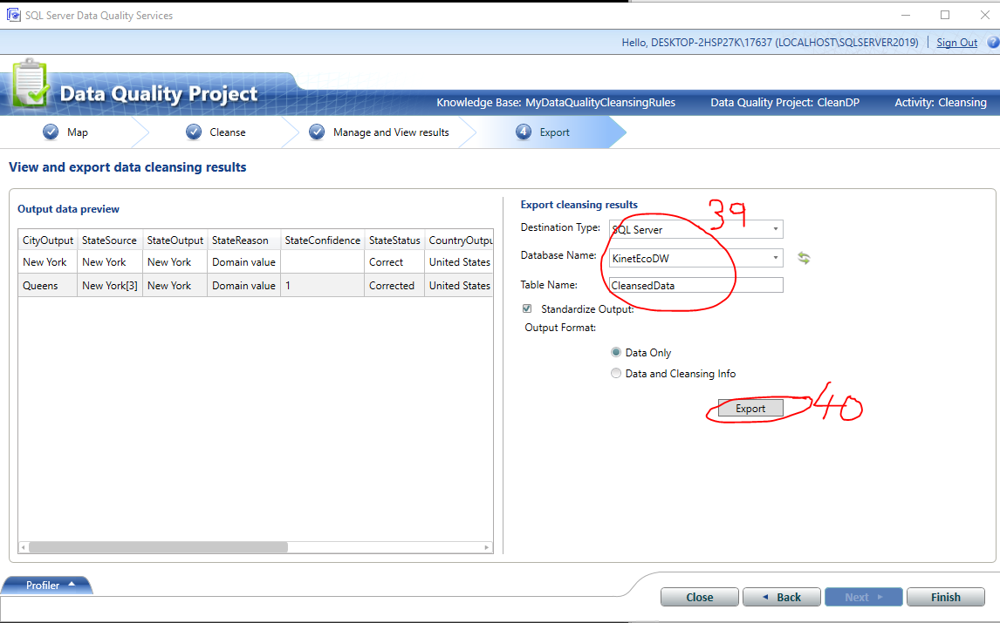 SQL Server Data Quality Services
Hello, DESKTOP-2HSP27K\17637 (LOCALHOST\SQLSERVER2019) | Sign Out ?
Data Quality Project
Knowledge Base: MyDataQualityCleansingRules Data Quality Project: CleanDP Activity: Cleansing
Map Cleanse Manage and View results 4 Export
View and export data cleansing results
Output data preview
CityOutput StateSource StateOutput StateReason StateConfidence StateStatus CountryOutpu
New York New York New York Domain value Correct United States
Queens New York[3] New York Domain value 1 Corrected United States
Export cleansing results
39
Destination Type: SQL Server
Database Name: KinetEcoDW
Table Name: CleansedData
Standardize Output:
Output Format:
Data Only
Data and Cleansing Info
Export 40
Profiler
Close Back Next Finish